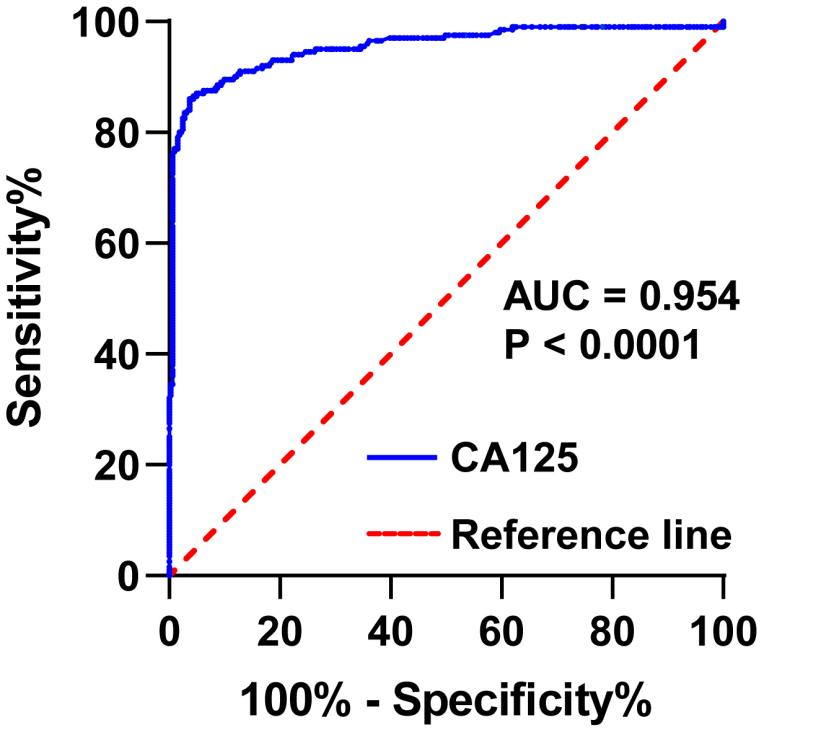 Sensitivity%
100
80
60
40
20
0
AUC = 0.954
P < 0.0001
CA125
Reference line
0 20 40 60 80 100
100% - Specificity%